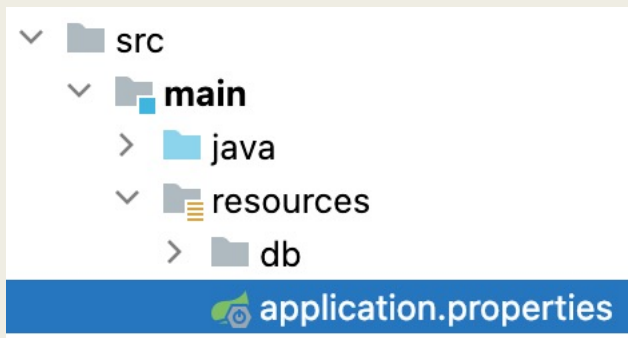 src
main
java
resources
db
application.properties